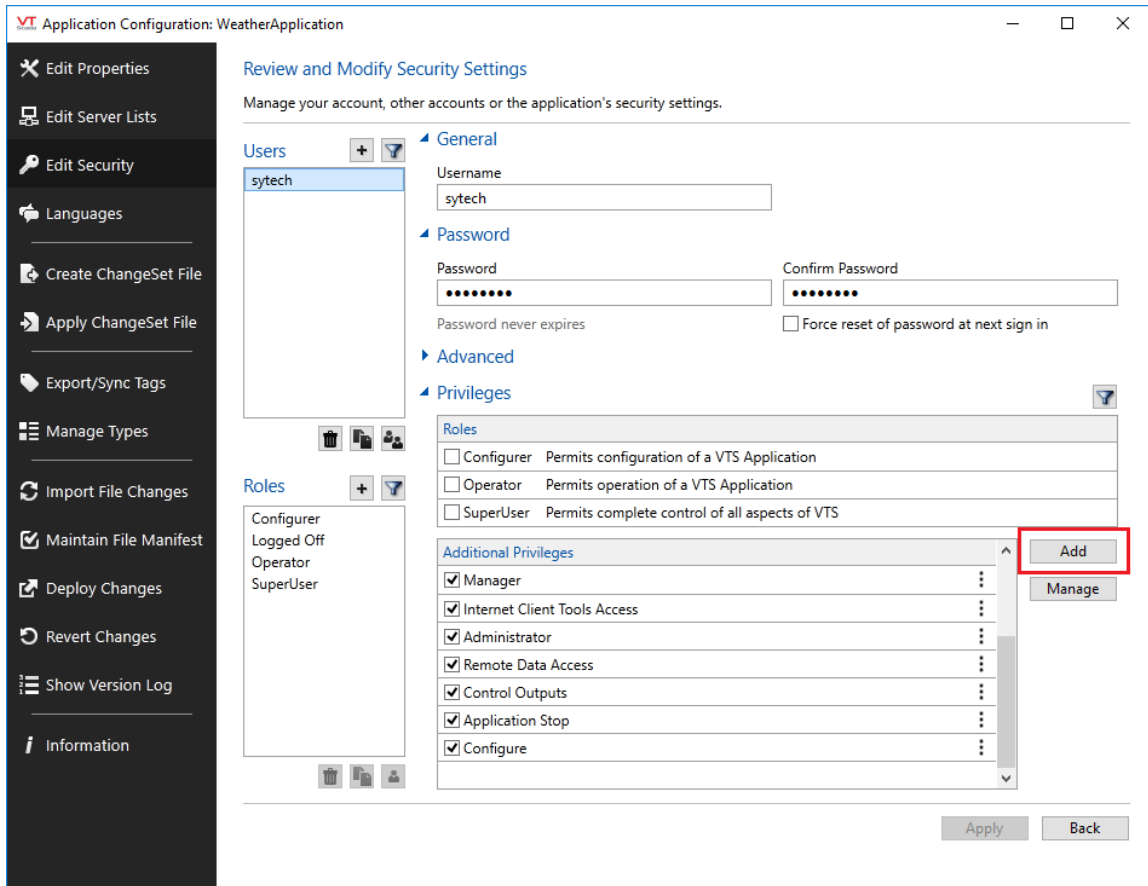 VT
Application Configuration: WeatherApplication
Edit Properties
Edit Server Lists
Edit Security
Languages
Create ChangeSet File
Apply ChangeSet File
Export/Sync Tags
Manage Types
Import File Changes
Maintain File Manifest
Deploy Changes
Revert Changes
Show Version Log
Information
Review and Modify Security Settings
Manage your account, other accounts or the application's security settings.
Users
sytech
Roles
Configurer
Logged Off
Operator
SuperUser
General
Username
sytech
Password
Password
Confirm Password
••••••••
••••••••
Password never expires
Force reset of password at next sign in
Advanced
Privileges
Roles
Configurer Permits configuration of a VTS Application
Operator Permits operation of a VTS Application
SuperUser Permits complete control of all aspects of VTS
Additional Privileges
Manager
Internet Client Tools Access
Administrator
Remote Data Access
Control Outputs
Application Stop
Configure
Add
Manage
Apply
Back